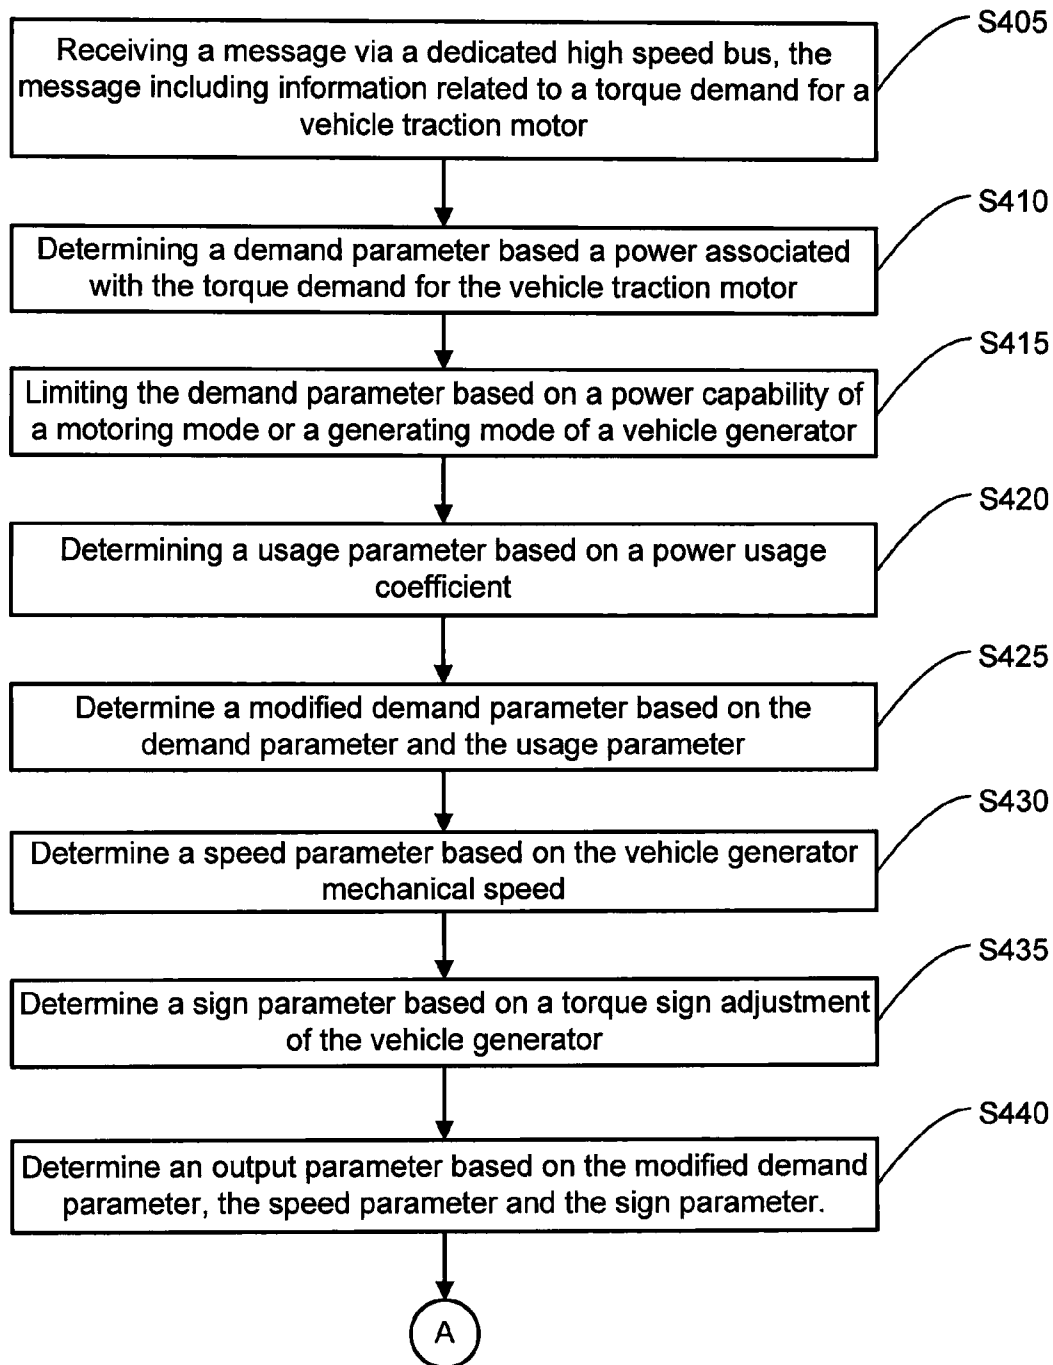 S405
Receiving a message via a dedicated high speed bus, the
message including information related to a torque demand for a
vehicle traction motor
S410
Determining a demand parameter based a power associated
with the torque demand for the vehicle traction motor
S415
Limiting the demand parameter based on a power capability of
a motoring mode or a generating mode of a vehicle generator
S420
Determining a usage parameter based on a power usage
coefficient
S425
Determine a modified demand parameter based on the
demand parameter and the usage parameter
S430
Determine a speed parameter based on the vehicle generator
mechanical speed
S435
Determine a sign parameter based on a torque sign adjustment
of the vehicle generator
S440
Determine an output parameter based on the modified demand
parameter, the speed parameter and the sign parameter.
A